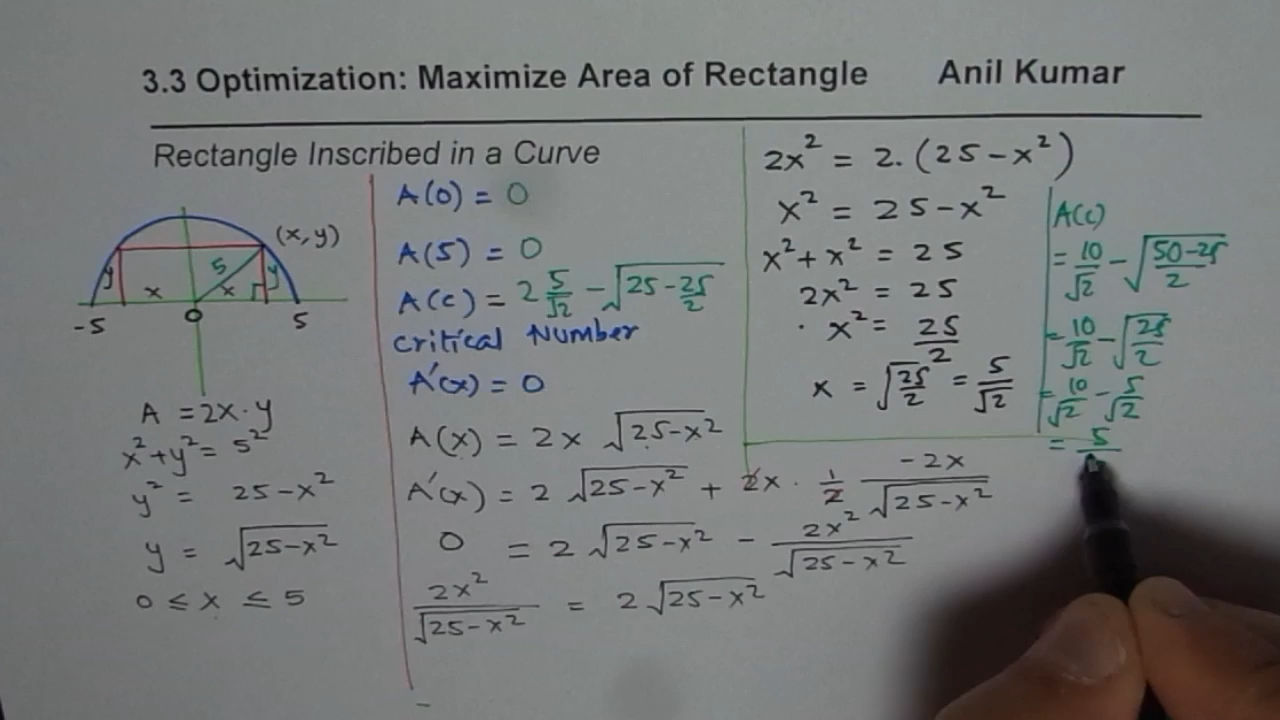 3.3 Optimization: Maximize Area of Rectangle Anil Kumar
Rectangle Inscribed in a Curve
(x, y)
y
5
y
x
x
-5
0
5
A = 2x·y
x² + y² = 5²
y² = 25 - x²
y = √(25-x²)
0 ≤ x ≤ 5
A(0) = 0
A(5) = 0
A(c) = 2 5/√2 - √(25 - 25/2)
critical Number
A'(x) = 0
A(x) = 2x √(25-x²)
A'(x) = 2 √(25-x²) + 2x · 1/2 -2x/√(25-x²)
0 = 2 √(25-x²) - 2x²/√(25-x²)
2x²/√(25-x²) = 2√(25-x²)
2x² = 2·(25-x²)
x² = 25-x²
x² + x² = 25
2x² = 25
x² = 25/2
x = √(25/2) = 5/√2
A(c)
= 10/√2 - √((50-25)/2)
= 10/√2 - √(25/2)
= 10/√2 - 5/√2
= 5